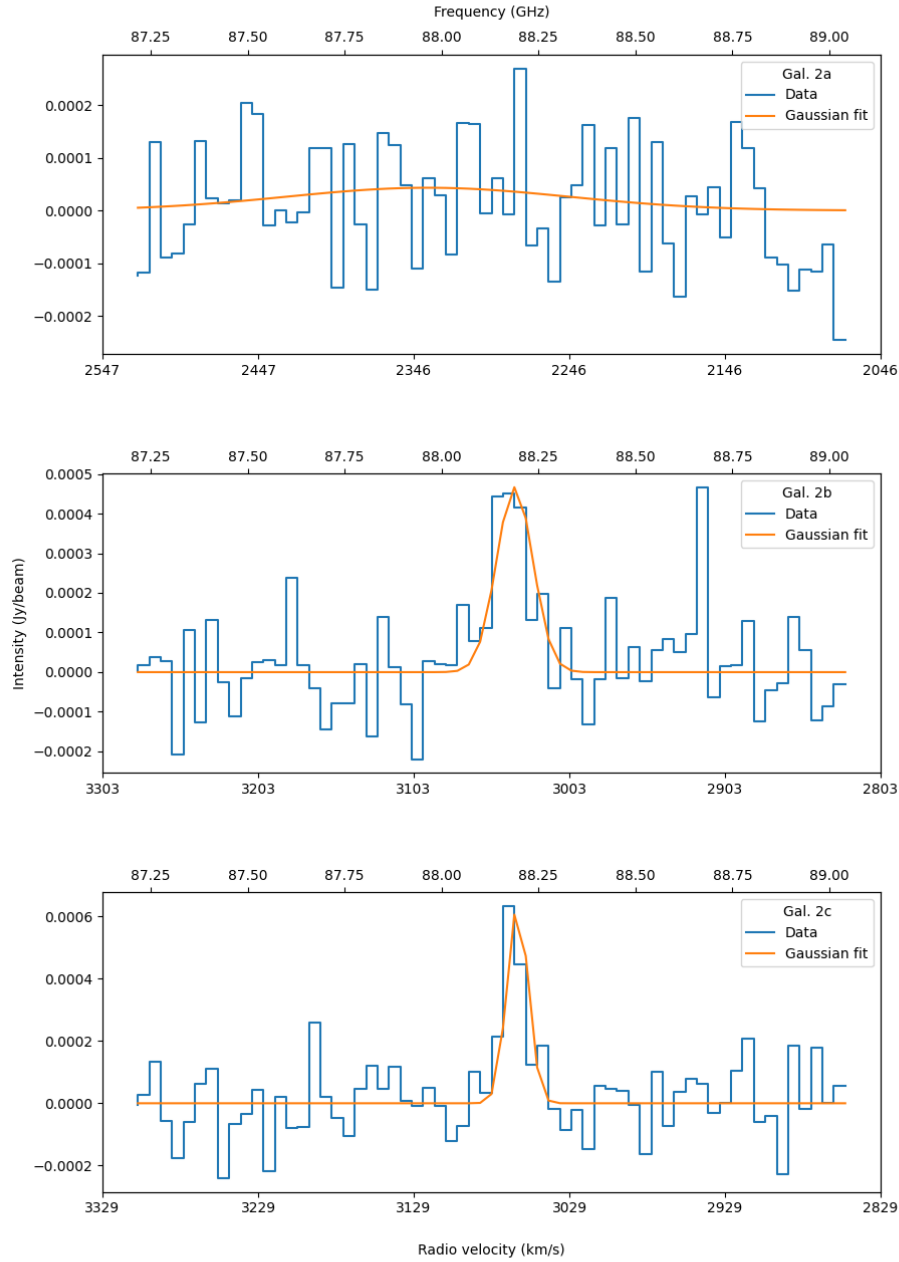 Frequency (GHz)
87.25 87.50 87.75 88.00 88.25 88.50 88.75 89.00
Gal. 2a
Data
Gaussian fit
0.0002
0.0001
0.0000
−0.0001
−0.0002
2547 2447 2346 2246 2146 2046
87.25 87.50 87.75 88.00 88.25 88.50 88.75 89.00
Gal. 2b
Data
Gaussian fit
0.0005
0.0004
0.0003
0.0002
0.0001
0.0000
−0.0001
−0.0002
Intensity (Jy/beam)
3303 3203 3103 3003 2903 2803
87.25 87.50 87.75 88.00 88.25 88.50 88.75 89.00
Gal. 2c
Data
Gaussian fit
0.0006
0.0004
0.0002
0.0000
−0.0002
3329 3229 3129 3029 2929 2829
Radio velocity (km/s)